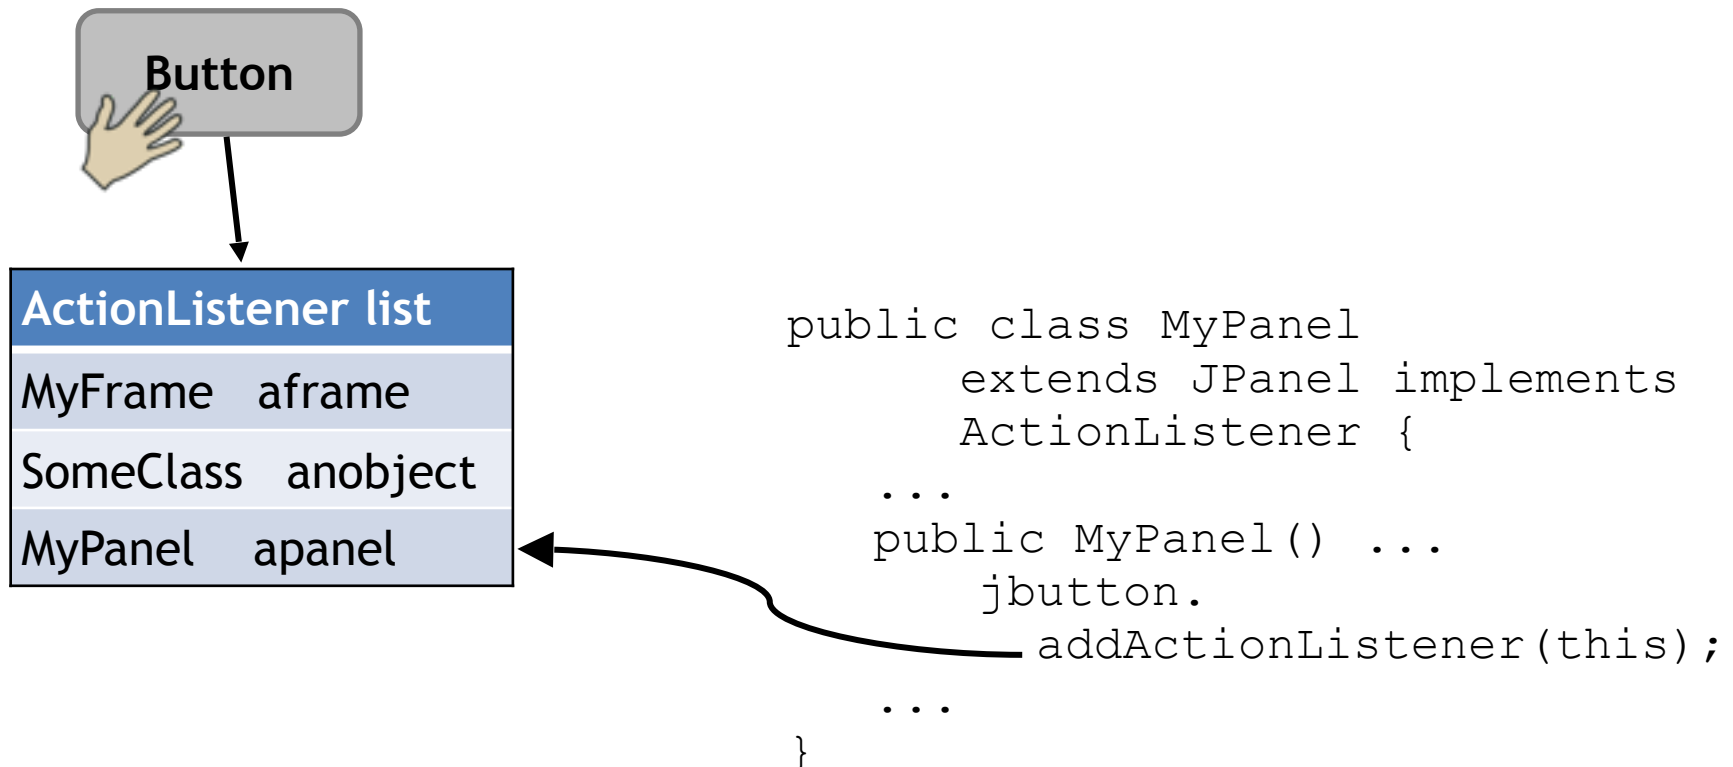 Button
ActionListener list
MyFrame aframe
SomeClass anobject
MyPanel apanel
public class MyPanel
extends JPanel implements
ActionListener {
...
public MyPanel() ...
jbutton.
addActionListener(this);
...
}